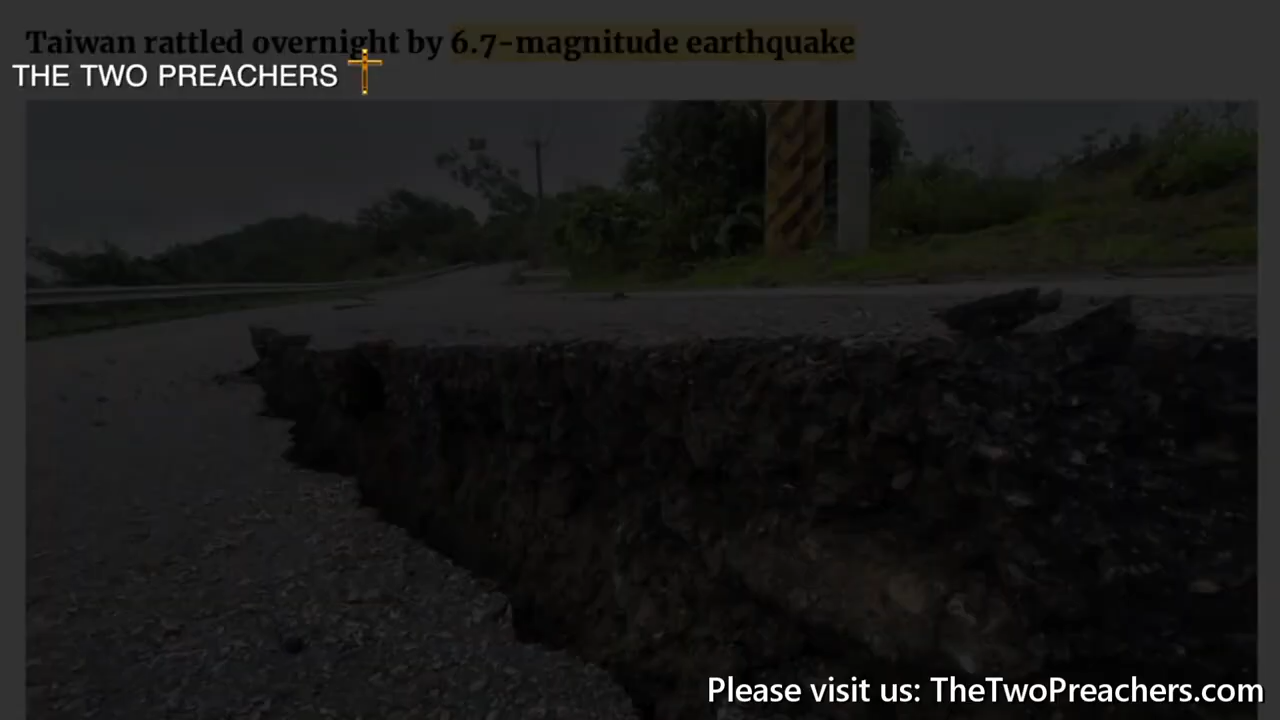 Taiwan rattled overnight by 6.7-magnitude earthquake
THE TWO PREACHERS
Please visit us: TheTwoPreachers.com